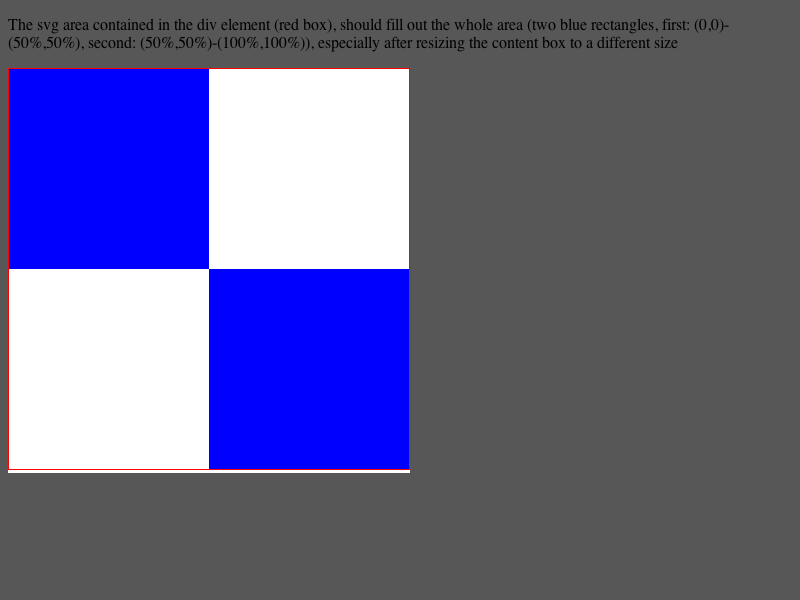 The svg area contained in the div element (red box), should fill out the whole area (two blue rectangles, first: (0,0)-
(50%,50%), second: (50%,50%)-(100%,100%)), especially after resizing the content box to a different size